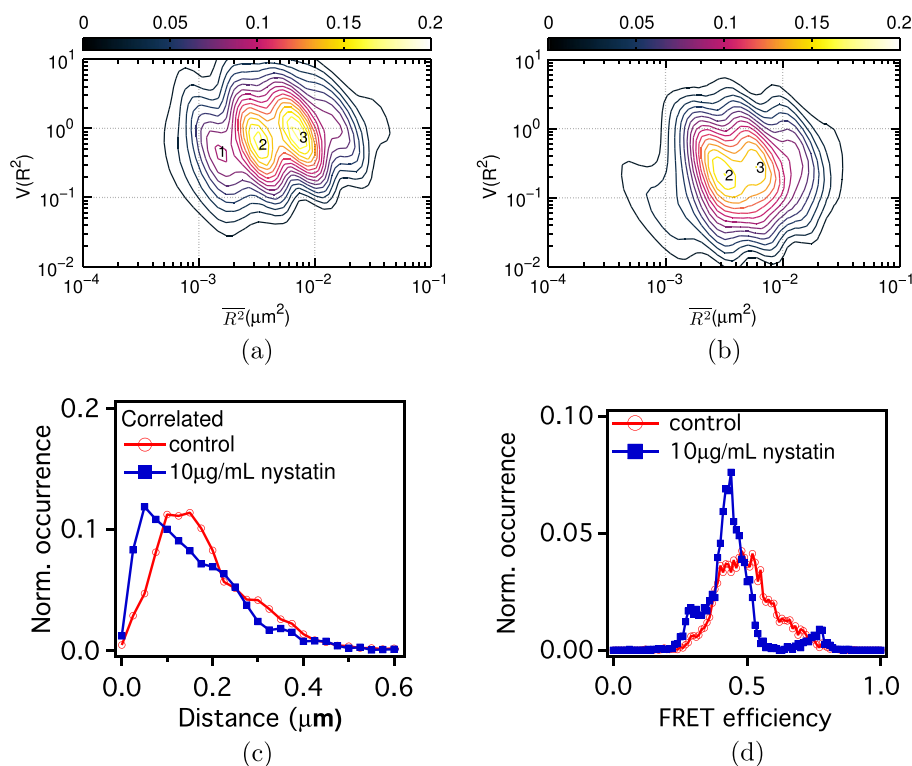 0 0.05 0.1 0.15 0.2
10^1
10^0
10^-1
10^-2
V(R^2)
1 2 3
10^-4 10^-3 10^-2 10^-1
R^2(μm^2)
(a)
0 0.05 0.1 0.15 0.2
10^1
10^0
10^-1
10^-2
V(R^2)
2 3
10^-4 10^-3 10^-2 10^-1
R^2(μm^2)
(b)
0.2
0.1
0.0
Norm. occurrence
Correlated
control
10μg/mL nystatin
0.0 0.2 0.4 0.6
Distance (μm)
(c)
0.10
0.05
0.00
Norm. occurrence
control
10μg/mL nystatin
0.0 0.5 1.0
FRET efficiency
(d)